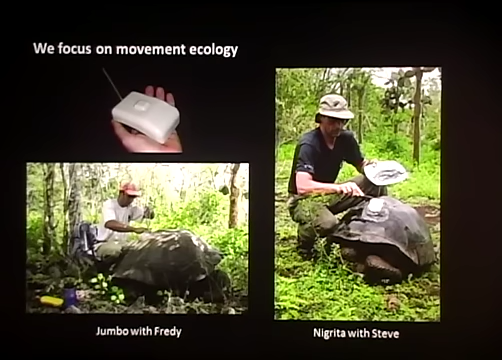 We focus on movement ecology
Jumbo with Fredy
Nigrita with Steve